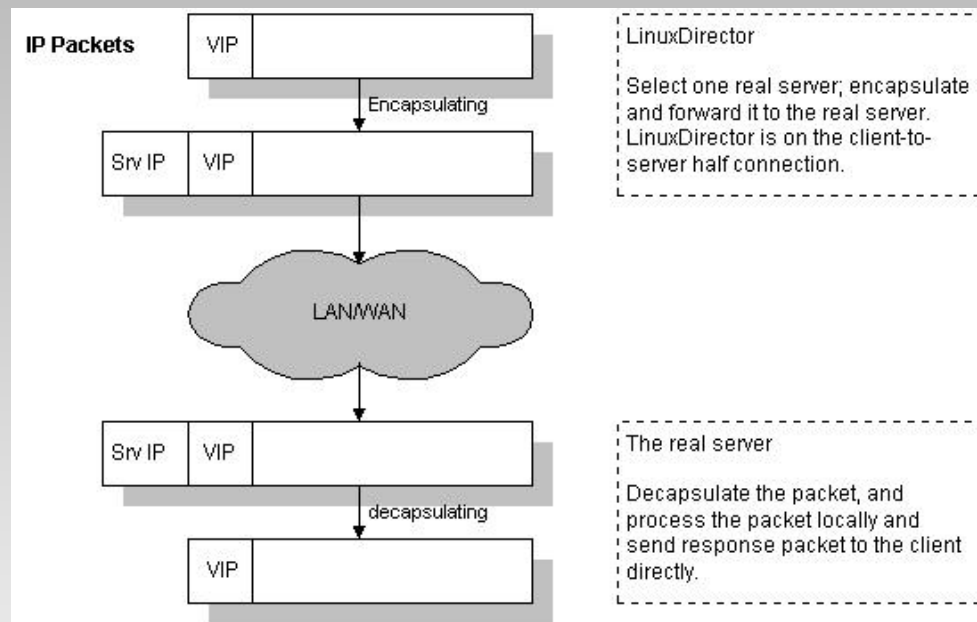 IP Packets
VIP
Encapsulating
Srv IP VIP
LAN/WAN
Srv IP VIP
decapsulating
VIP
LinuxDirector
Select one real server; encapsulate
and forward it to the real server.
LinuxDirector is on the client-to-
server half connection.
The real server
Decapsulate the packet, and
process the packet locally and
send response packet to the client
directly.